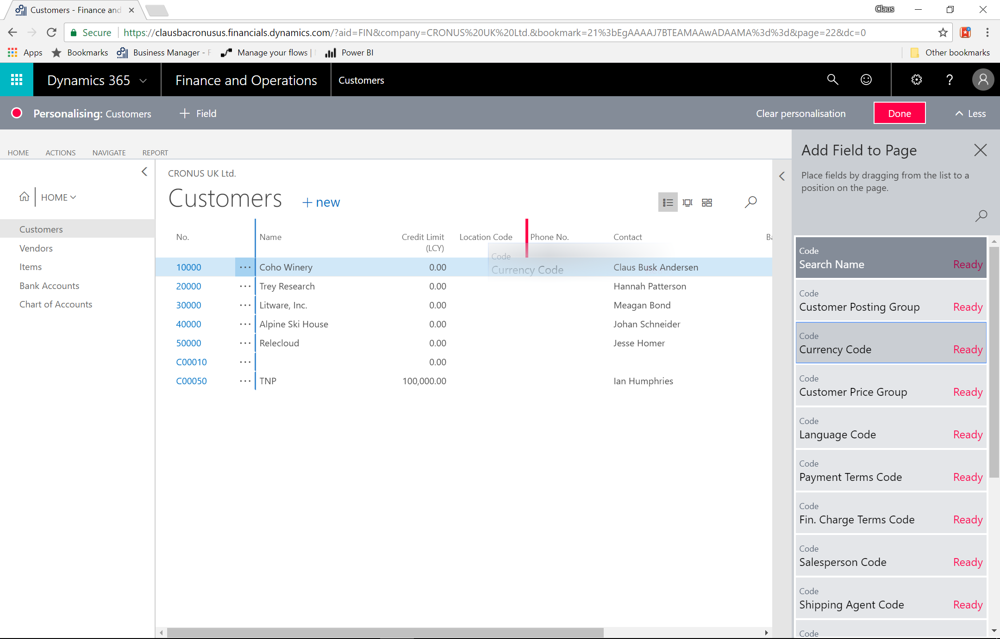 Customers - Finance and
Claus
Secure
https://clausbacronusus.financials.dynamics.com/?aid=FIN&company=CRONUS%20UK%20Ltd.&bookmark=21%3bEgAAAAJ7BTEAMAAwADAAMA%3d%3d&page=22&dc=0
Apps Bookmarks Business Manager - F Manage your flows | Power BI Other bookmarks
Dynamics 365 Finance and Operations Customers
Personalising: Customers + Field Clear personalisation Done Less
HOME ACTIONS NAVIGATE REPORT
HOME
Customers
Vendors
Items
Bank Accounts
Chart of Accounts
CRONUS UK Ltd.
Customers + new
No. Name Credit Limit (LCY) Location Code Phone No. Contact Ba
Code
Currency Code
10000 ... Coho Winery 0.00 Claus Busk Andersen
20000 ... Trey Research 0.00 Hannah Patterson
30000 ... Litware, Inc. 0.00 Meagan Bond
40000 ... Alpine Ski House 0.00 Johan Schneider
50000 ... Relecloud 0.00 Jesse Homer
C00010 ... 0.00
C00050 ... TNP 100,000.00 Ian Humphries
Add Field to Page
Place fields by dragging from the list to a
position on the page.
Code
Search Name Ready
Code
Customer Posting Group Ready
Code
Currency Code Ready
Code
Customer Price Group Ready
Code
Language Code Ready
Code
Payment Terms Code Ready
Code
Fin. Charge Terms Code Ready
Code
Salesperson Code Ready
Code
Shipping Agent Code Ready
Code